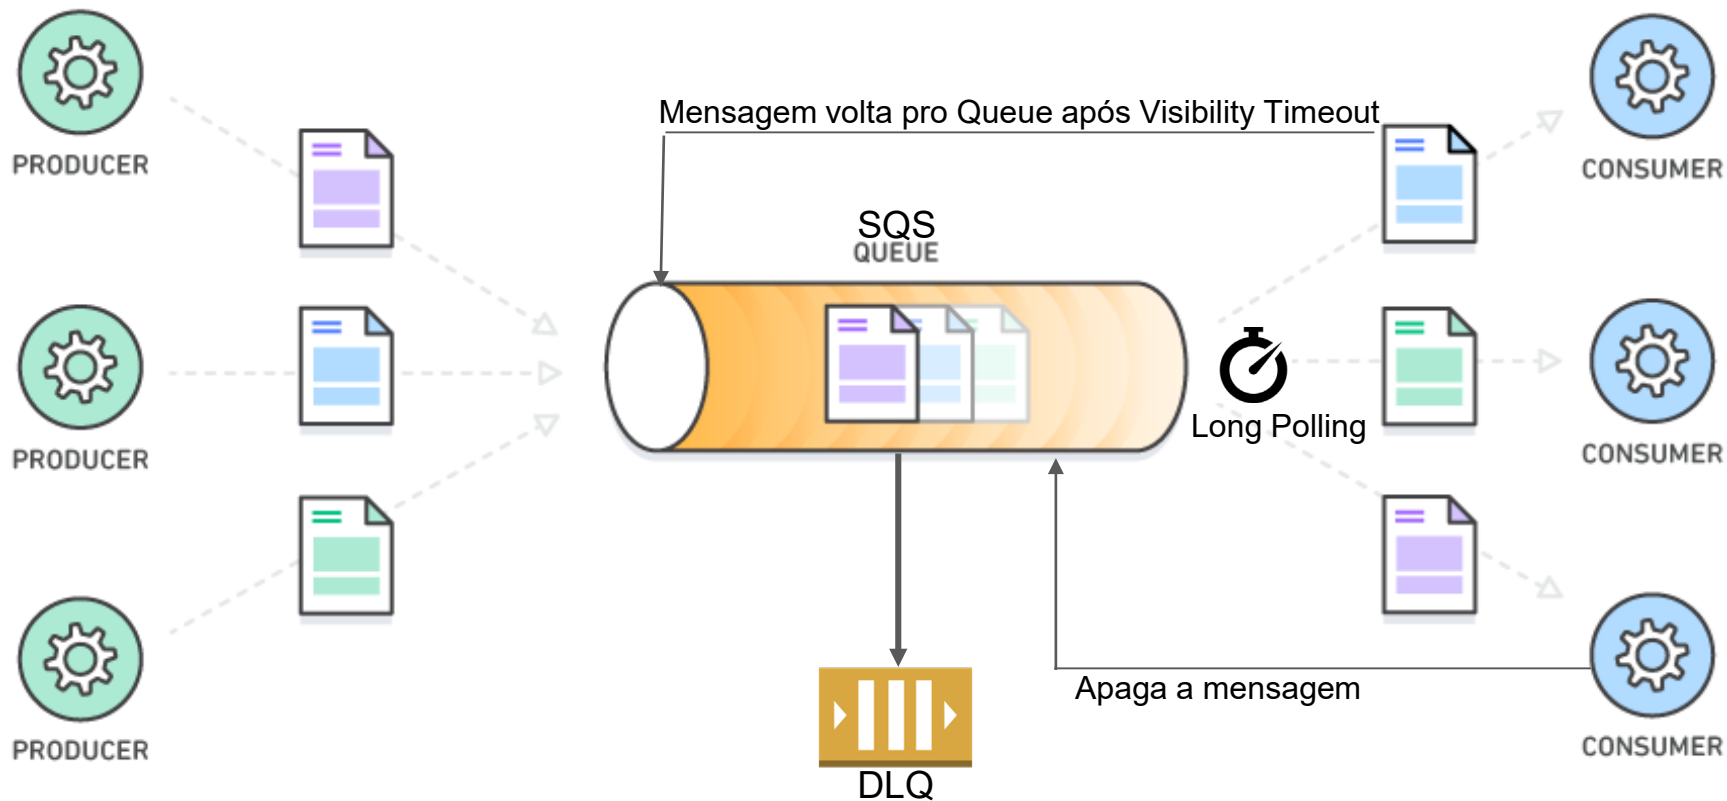 PRODUCER
PRODUCER
PRODUCER
Mensagem volta pro Queue após Visibility Timeout
SQS
QUEUE
Long Polling
DLQ
Apaga a mensagem
CONSUMER
CONSUMER
CONSUMER